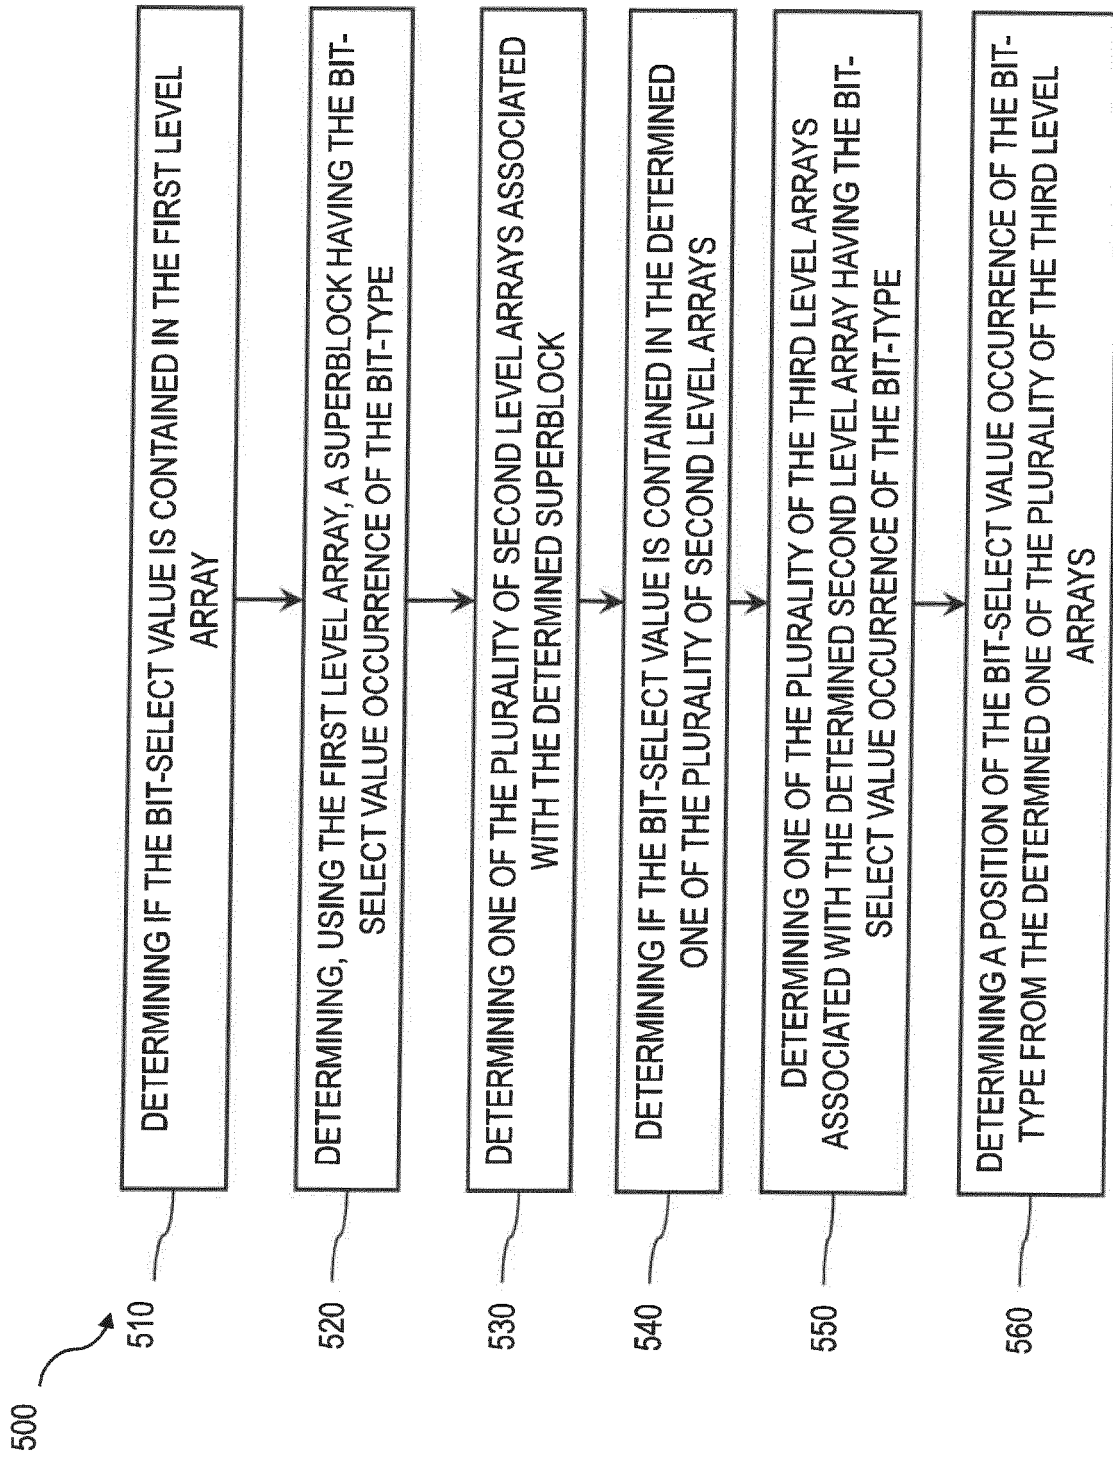 500
510
DETERMINING IF THE BIT-SELECT VALUE IS CONTAINED IN THE FIRST LEVEL
ARRAY
520
DETERMINING, USING THE FIRST LEVEL ARRAY, A SUPERBLOCK HAVING THE BIT-
SELECT VALUE OCCURRENCE OF THE BIT-TYPE
530
DETERMINING ONE OF THE PLURALITY OF SECOND LEVEL ARRAYS ASSOCIATED
WITH THE DETERMINED SUPERBLOCK
540
DETERMINING IF THE BIT-SELECT VALUE IS CONTAINED IN THE DETERMINED
ONE OF THE PLURALITY OF SECOND LEVEL ARRAYS
550
DETERMINING ONE OF THE PLURALITY OF THE THIRD LEVEL ARRAYS
ASSOCIATED WITH THE DETERMINED SECOND LEVEL ARRAY HAVING THE BIT-
SELECT VALUE OCCURRENCE OF THE BIT-TYPE
560
DETERMINING A POSITION OF THE BIT-SELECT VALUE OCCURRENCE OF THE BIT-
TYPE FROM THE DETERMINED ONE OF THE PLURALITY OF THE THIRD LEVEL
ARRAYS